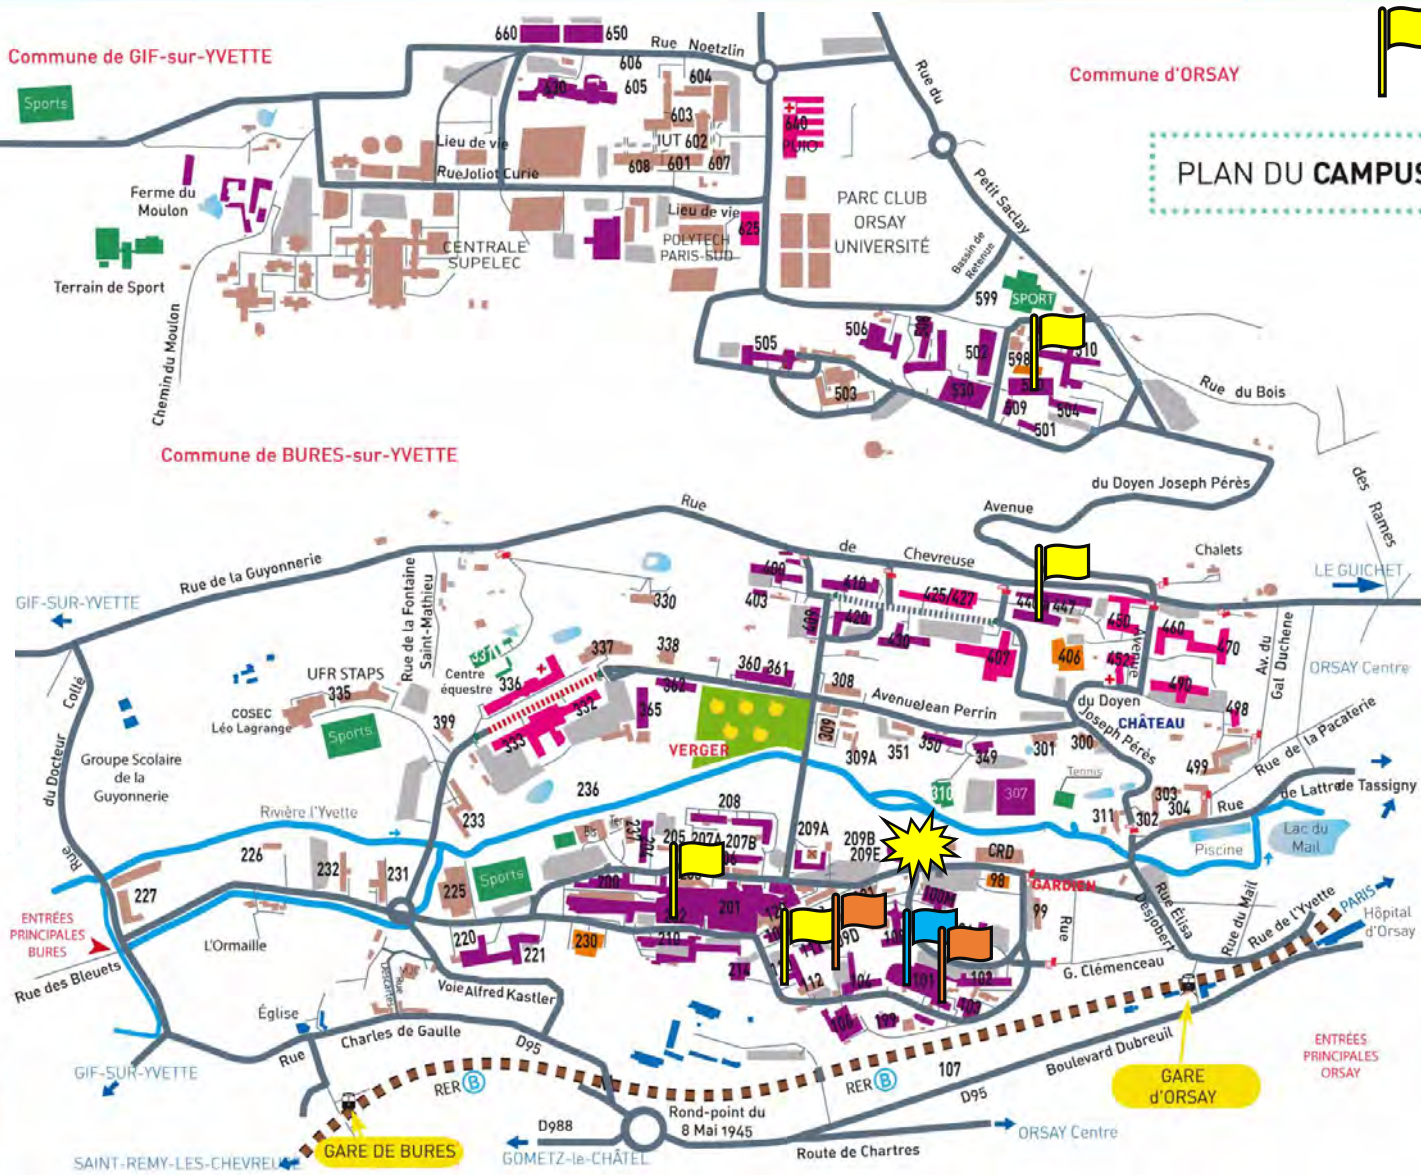 Commune de GIF-sur-YVETTE
Commune d'ORSAY
PLAN DU CAMPUS
Sports
660
650
Rue Noetzlin
606
605
604
630
603
IUT 602
608
601
607
640
PUIO
Lieu de vie
Rue Joliot Curie
Rue du
Petit Saclay
Ferme du
Moulon
Terrain de Sport
Chemin du Moulon
CENTRALE
SUPELEC
Lieu de vie
POLYTECH
PARIS-SUD
625
PARC CLUB
ORSAY
UNIVERSITÉ
Bassin de
Retenue
599
SPORT
505
506
503
502
530
598
510
509
504
501
Rue du Bois
des Rames
Commune de BURES-sur-YVETTE
du Doyen Joseph Pérès
Avenue
Rue
de
Chevreuse
Chalets
LE GUICHET
Rue de la Guyonnerie
GIF-SUR-YVETTE
Rue de la Fontaine
Saint-Mathieu
330
400
403
409
410
420
425/427
430
407
440
447
406
450
452
Avenue
460
470
490
498
Av. du
Gal Duchene
ORSAY Centre
UFR STAPS
335
COSEC
Léo Lagrange
Sports
399
Centre
équestre
336
337
338
332
333
365
362
360
361
VERGER
308
309
309A
Avenue Jean Perrin
351
350
349
301
300
du Doyen
Joseph Pérès
CHÂTEAU
499
Rue de la Pacaterie
Rue
du Docteur
Collé
Groupe Scolaire
de la
Guyonnerie
Rivière l'Yvette
236
233
310
307
Tennis
311
302
303
304
Rue
de Lattre de Tassigny
Piscine
Lac du
Mail
226
227
232
231
225
Sports
208
205
207A
207B
209A
209B
209E
CRD
98
GARDIEN
99
100M
200
201
202
210
214
220
221
230
112
104
101
102
103
106
199
107
Rue
G. Clémenceau
Rue Élisa
Desjobert
Rue du Mail
Rue de l'Yvette
PARIS
Hôpital
d'Orsay
ENTRÉES
PRINCIPALES
BURES
Rue des Bleuets
L'Ormaille
Rue
Descartes
Voie Alfred Kastler
Église
Rue
Charles de Gaulle
D95
GIF-SUR-YVETTE
RER B
RER B
Boulevard Dubreuil
D95
GARE
d'ORSAY
ENTRÉES
PRINCIPALES
ORSAY
Rond-point du
8 Mai 1945
D988
ORSAY Centre
Route de Chartres
GARE DE BURES
GOMETZ-le-CHÂTEL
SAINT-REMY-LES-CHEVREUSE